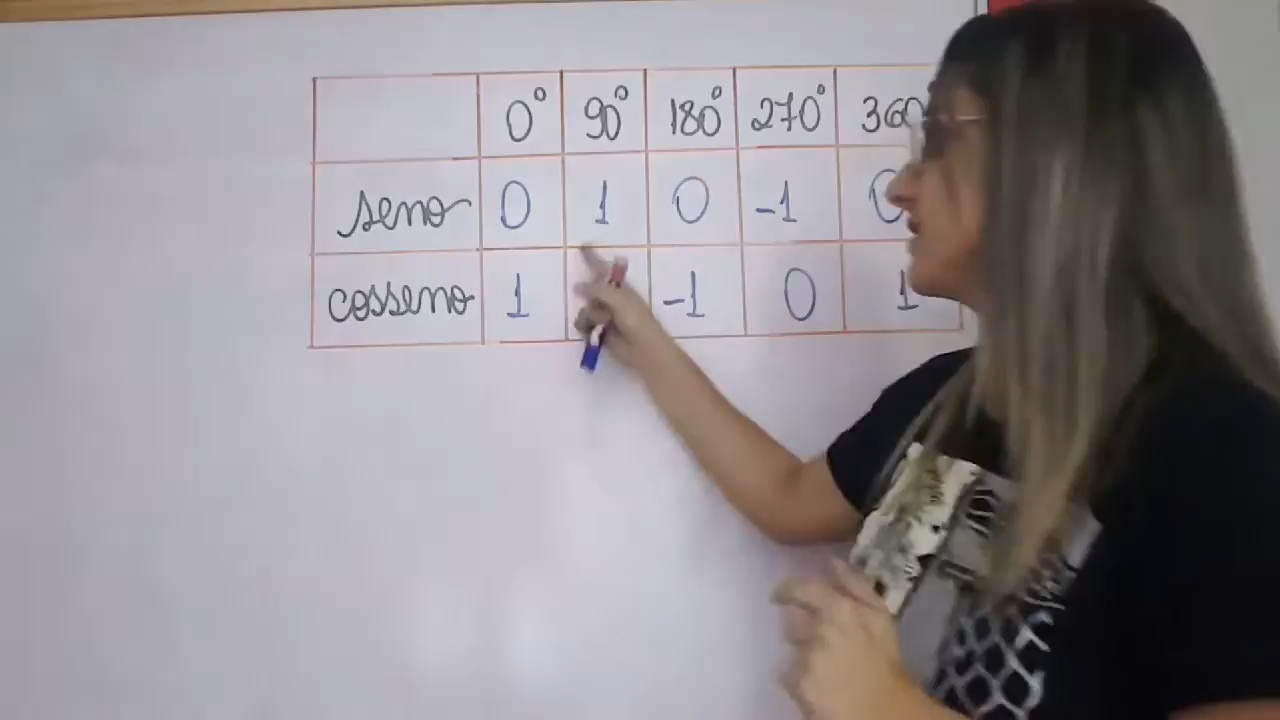 0° 90° 180° 270° 360
seno 0 1 0 -1 0
cosseno 1 -1 0 1